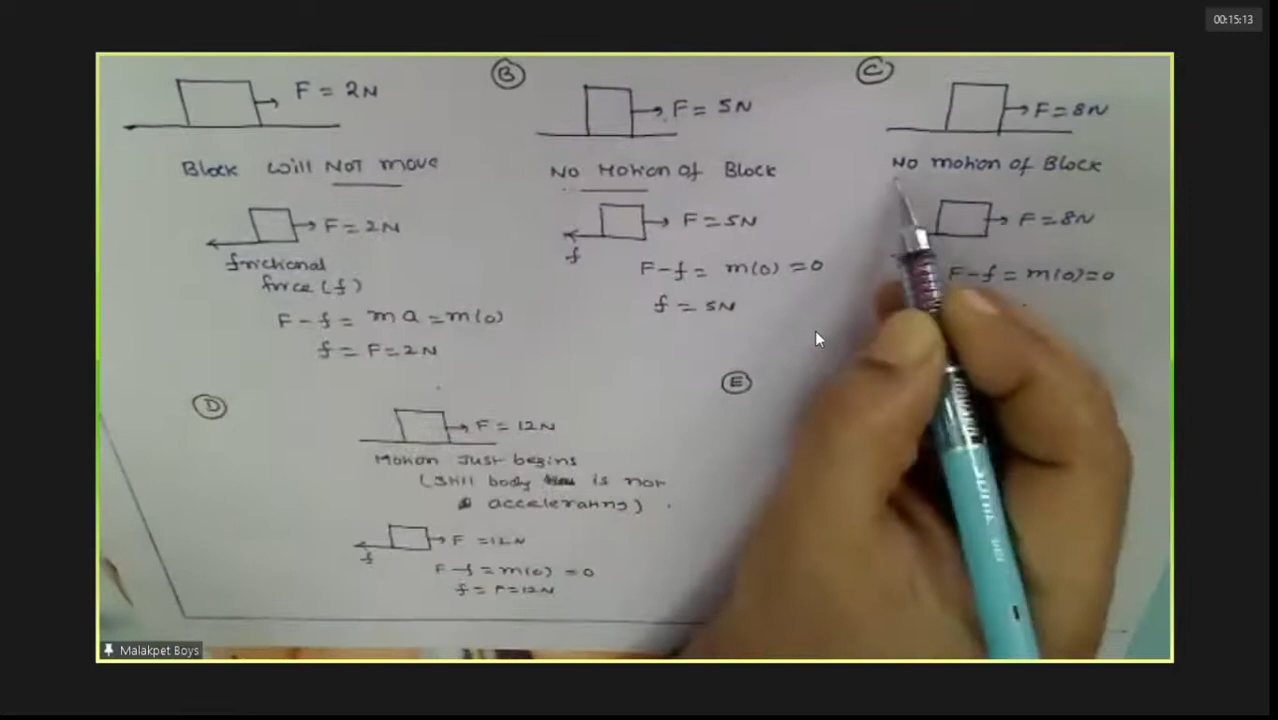 00:15:13
F = 2N
Block will NOT move
F = 2N
frictional
force (f)
F - f = ma = m(0)
f = F = 2N
B
F = 5N
No Motion of Block
F = 5N
f
F - f = m(0) = 0
f = 5N
C
F = 8N
No motion of Block
F = 8N
F - f = m(0) = 0
D
F = 12N
Motion Just begins
(still body is not
accelerating) .
F = 12N
f
F - f = m(0) = 0
f = F = 12N
E
Malakpet Boys